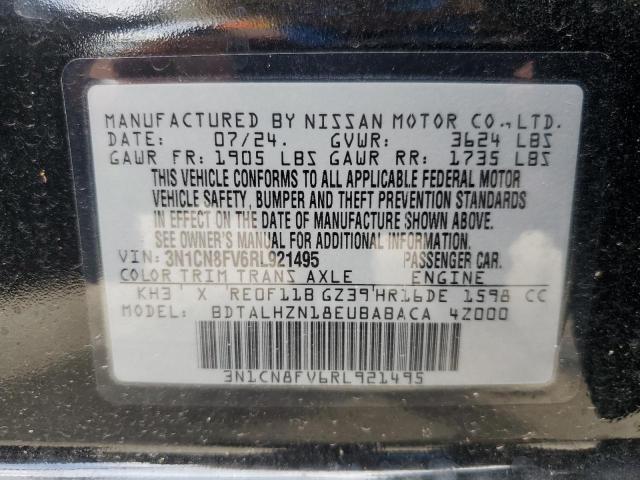 MANUFACTURED BY NISSAN MOTOR CO.,LTD.
DATE: 07/24. GVWR: 3624 LBS
GAWR FR: 1905 LBS GAWR RR: 1735 LBS
THIS VEHICLE CONFORMS TO ALL APPLICABLE FEDERAL MOTOR
VEHICLE SAFETY, BUMPER AND THEFT PREVENTION STANDARDS
IN EFFECT ON THE DATE OF MANUFACTURE SHOWN ABOVE.
SEE OWNER'S MANUAL FOR ADDITIONAL INFORMATION.
VIN: 3N1CN8FV6RL921495 PASSENGER CAR.
COLOR TRIM TRANS AXLE ENGINE
KH3 X RE0F11B GZ39 HR16DE 1598 CC
MODEL: BDTALHZN18EUBABACA 4Z000
3N1CN8FV6RL921495